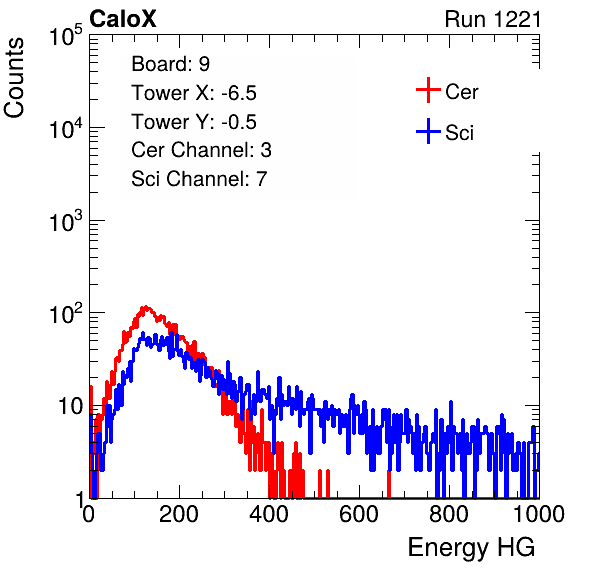 CaloX Run 1221
Counts
10^5
10^4
10^3
10^2
10
1
Board: 9
Tower X: -6.5
Tower Y: -0.5
Cer Channel: 3
Sci Channel: 7
Cer
Sci
0 200 400 600 800 1000
Energy HG